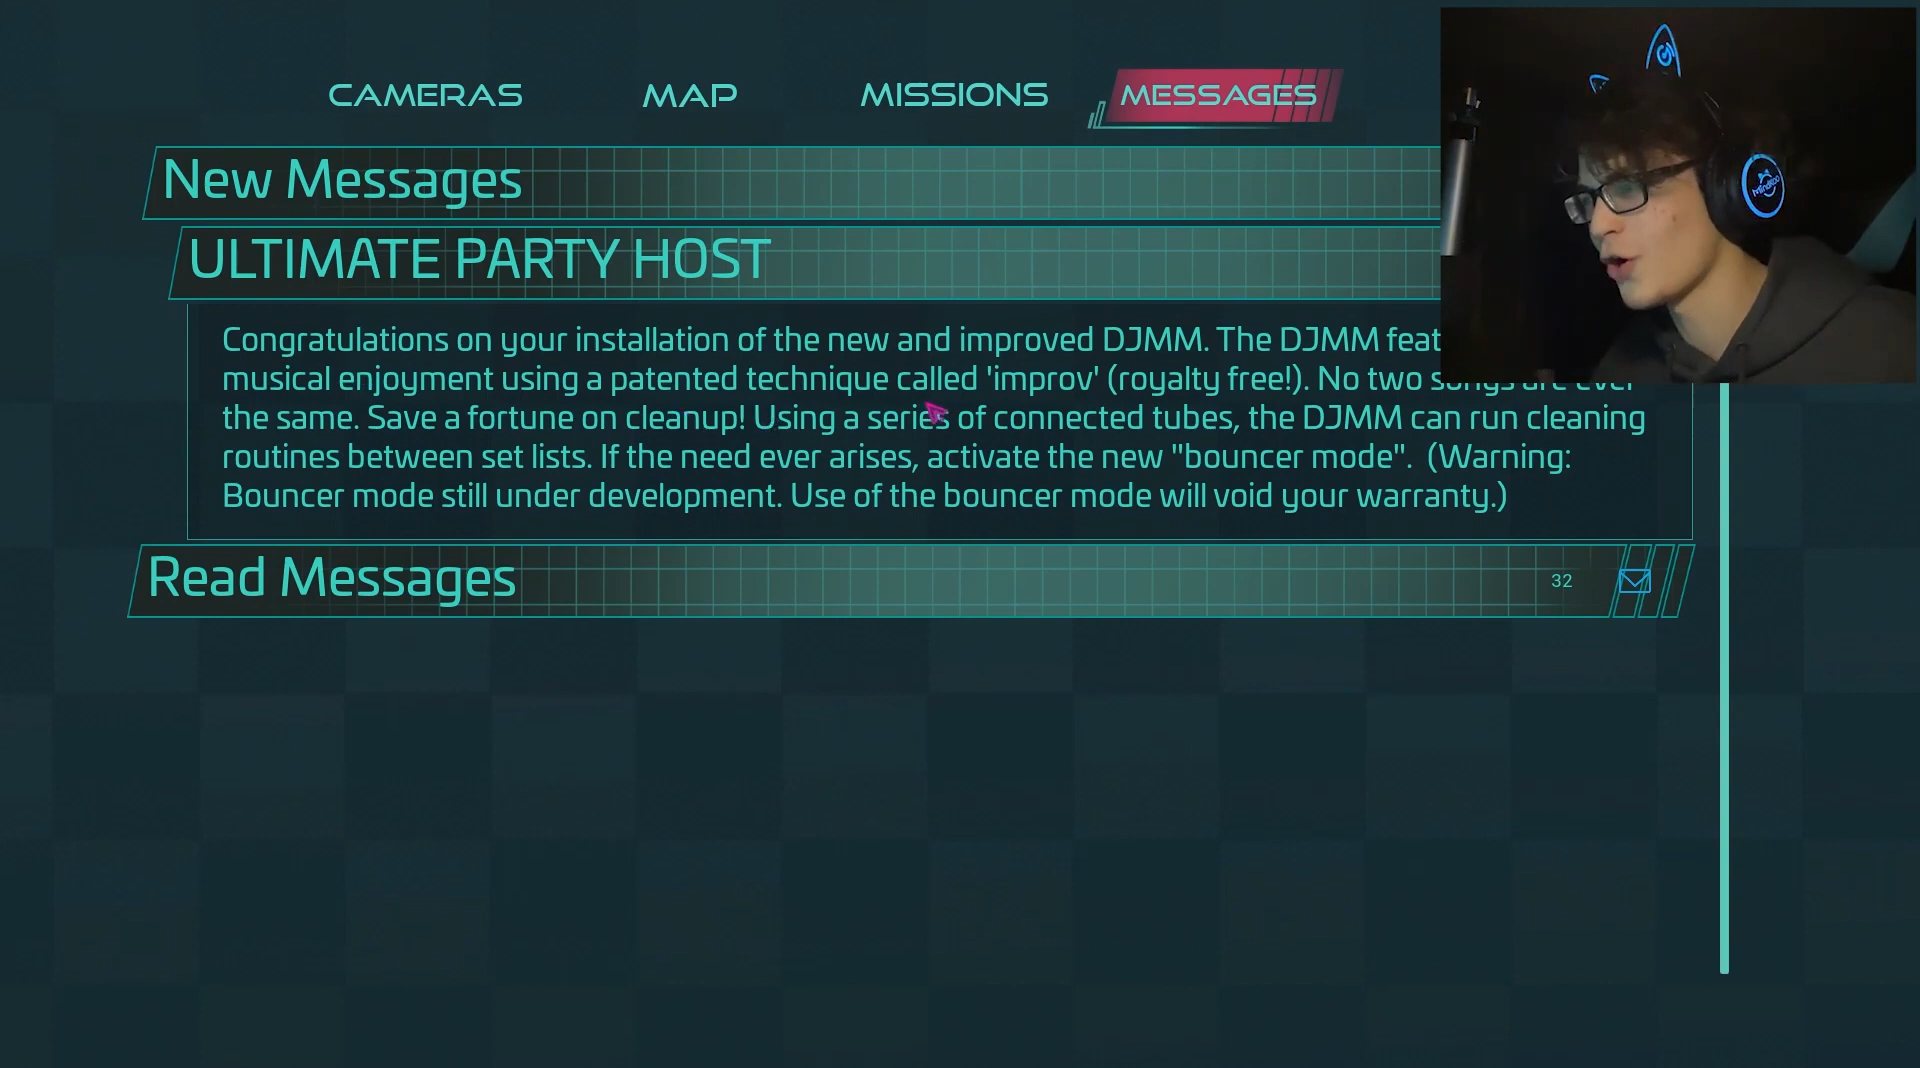 CAMERAS MAP MISSIONS MESSAGES
New Messages
ULTIMATE PARTY HOST
Congratulations on your installation of the new and improved DJMM. The DJMM feat
musical enjoyment using a patented technique called 'improv' (royalty free!). No two songs are ever
the same. Save a fortune on cleanup! Using a series of connected tubes, the DJMM can run cleaning
routines between set lists. If the need ever arises, activate the new "bouncer mode". (Warning:
Bouncer mode still under development. Use of the bouncer mode will void your warranty.)
Read Messages 32